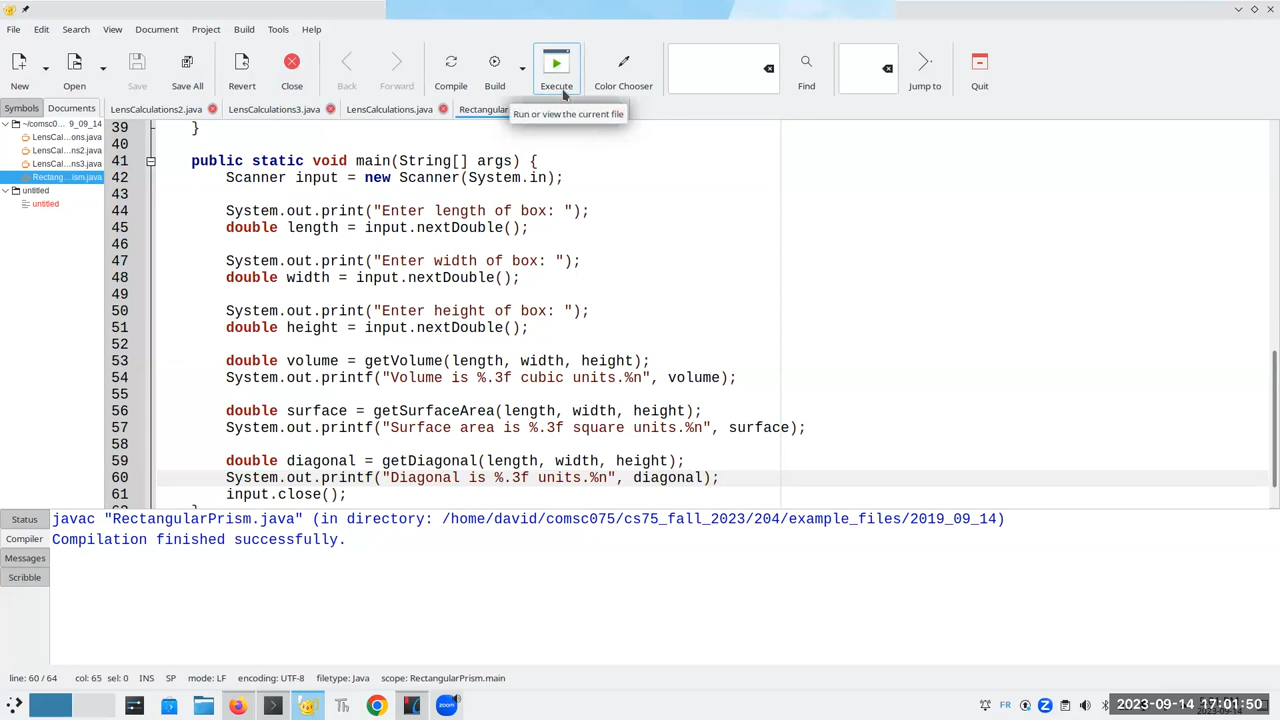 File Edit Search View Document Project Build Tools Help
New Open Save Save All Revert Close Back Forward Compile Build Execute Color Chooser Find Jump to Quit
Symbols Documents LensCalculations2.java LensCalculations3.java LensCalculations.java Rectangular
Run or view the current file
~/comsc0... 9_09_14)
LensCal...ons.java
LensCal...ns2.java
LensCal...ns3.java
Rectang...ism.java
untitled
untitled
39 }
40
41 public static void main(String[] args) {
42 Scanner input = new Scanner(System.in);
43
44 System.out.print("Enter length of box: ");
45 double length = input.nextDouble();
46
47 System.out.print("Enter width of box: ");
48 double width = input.nextDouble();
49
50 System.out.print("Enter height of box: ");
51 double height = input.nextDouble();
52
53 double volume = getVolume(length, width, height);
54 System.out.printf("Volume is %.3f cubic units.%n", volume);
55
56 double surface = getSurfaceArea(length, width, height);
57 System.out.printf("Surface area is %.3f square units.%n", surface);
58
59 double diagonal = getDiagonal(length, width, height);
60 System.out.printf("Diagonal is %.3f units.%n", diagonal);
61 input.close();
Status
Compiler
Messages
Scribble
javac "RectangularPrism.java" (in directory: /home/david/comsc075/cs75_fall_2023/204/example_files/2019_09_14)
Compilation finished successfully.
line: 60 / 64 col: 65 sel: 0 INS SP mode: LF encoding: UTF-8 filetype: Java scope: RectangularPrism.main
Th zoom FR 2023-09-14 17:01:50